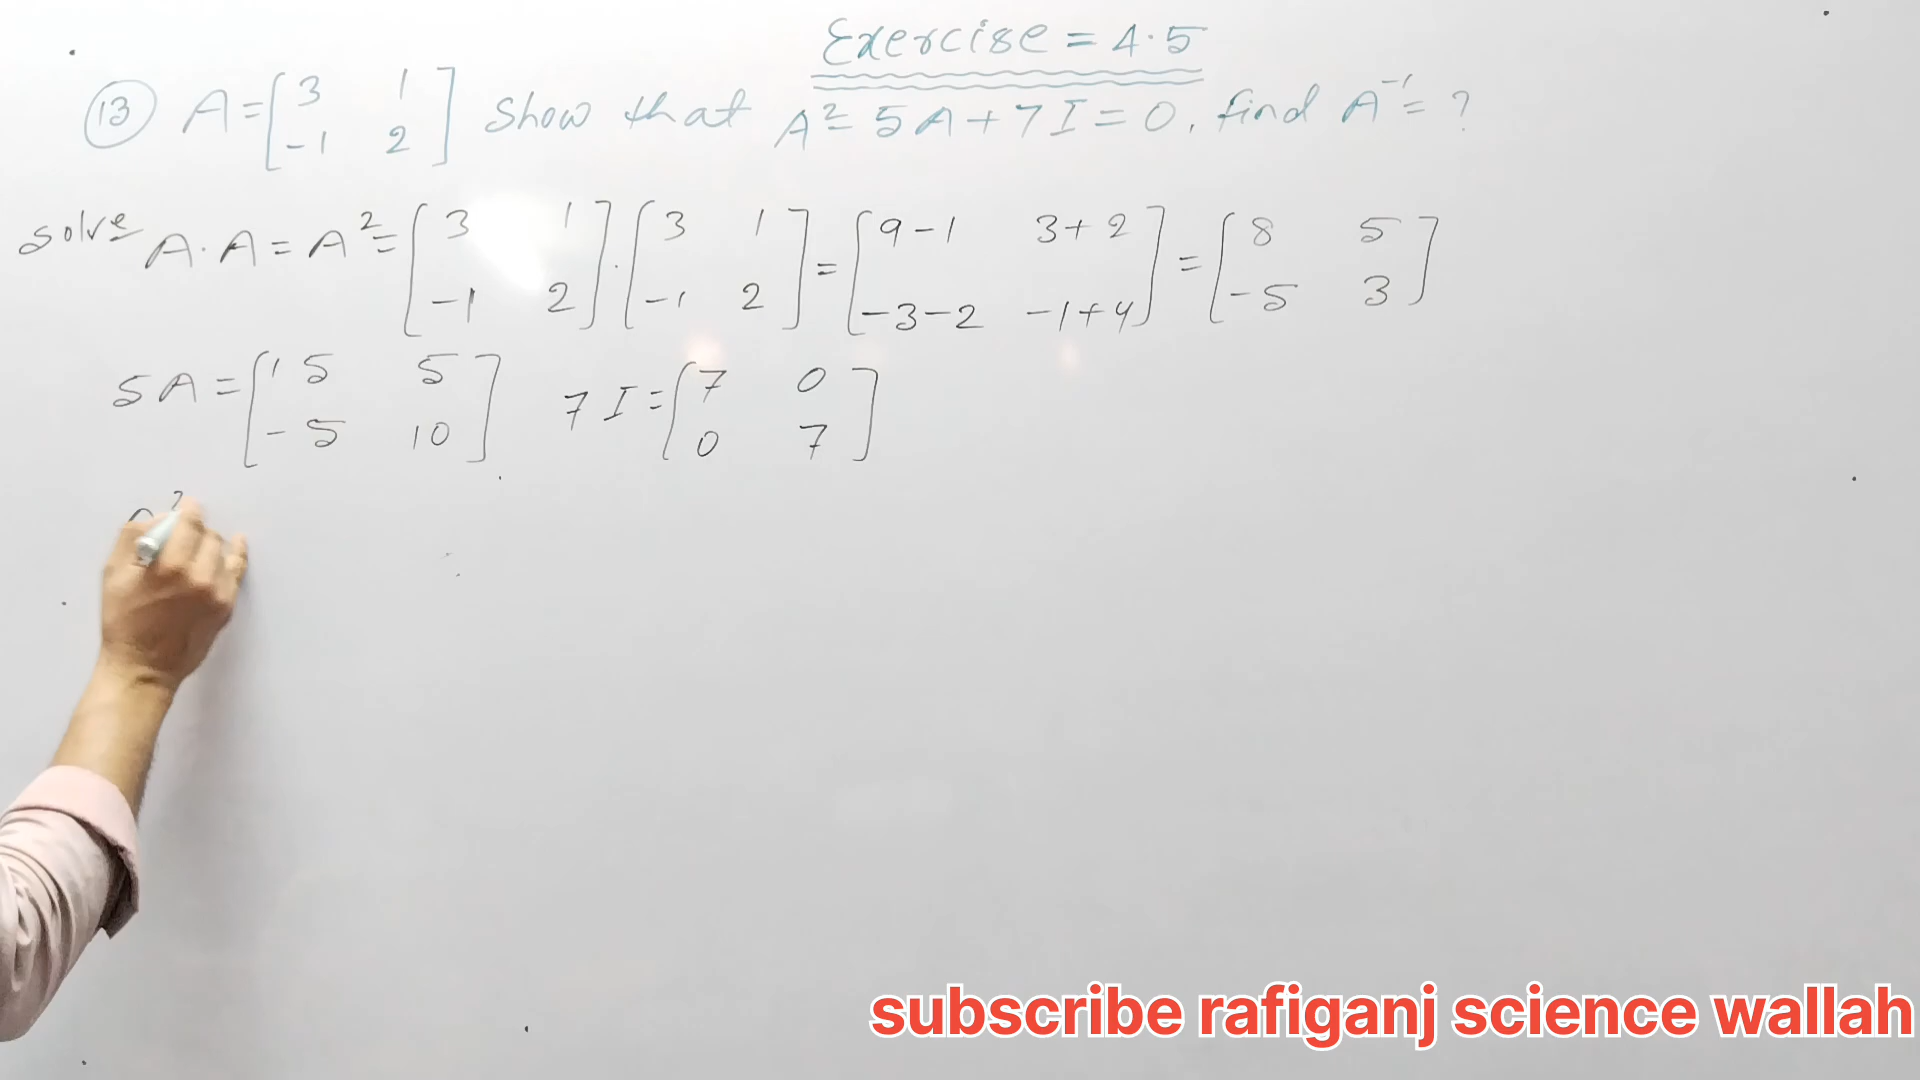 Exercise = 4.5
(13) A = [3 1 -1 2] Show that A² - 5A + 7I = 0, find A⁻¹ = ?
Solve A.A = A² = [3 1 -1 2] . [3 1 -1 2] = [9-1 3+2 -3-2 -1+4] = [8 5 -5 3]
5A = [15 5 -5 10] 7I = [7 0 0 7]
subscribe rafiganj science wallah